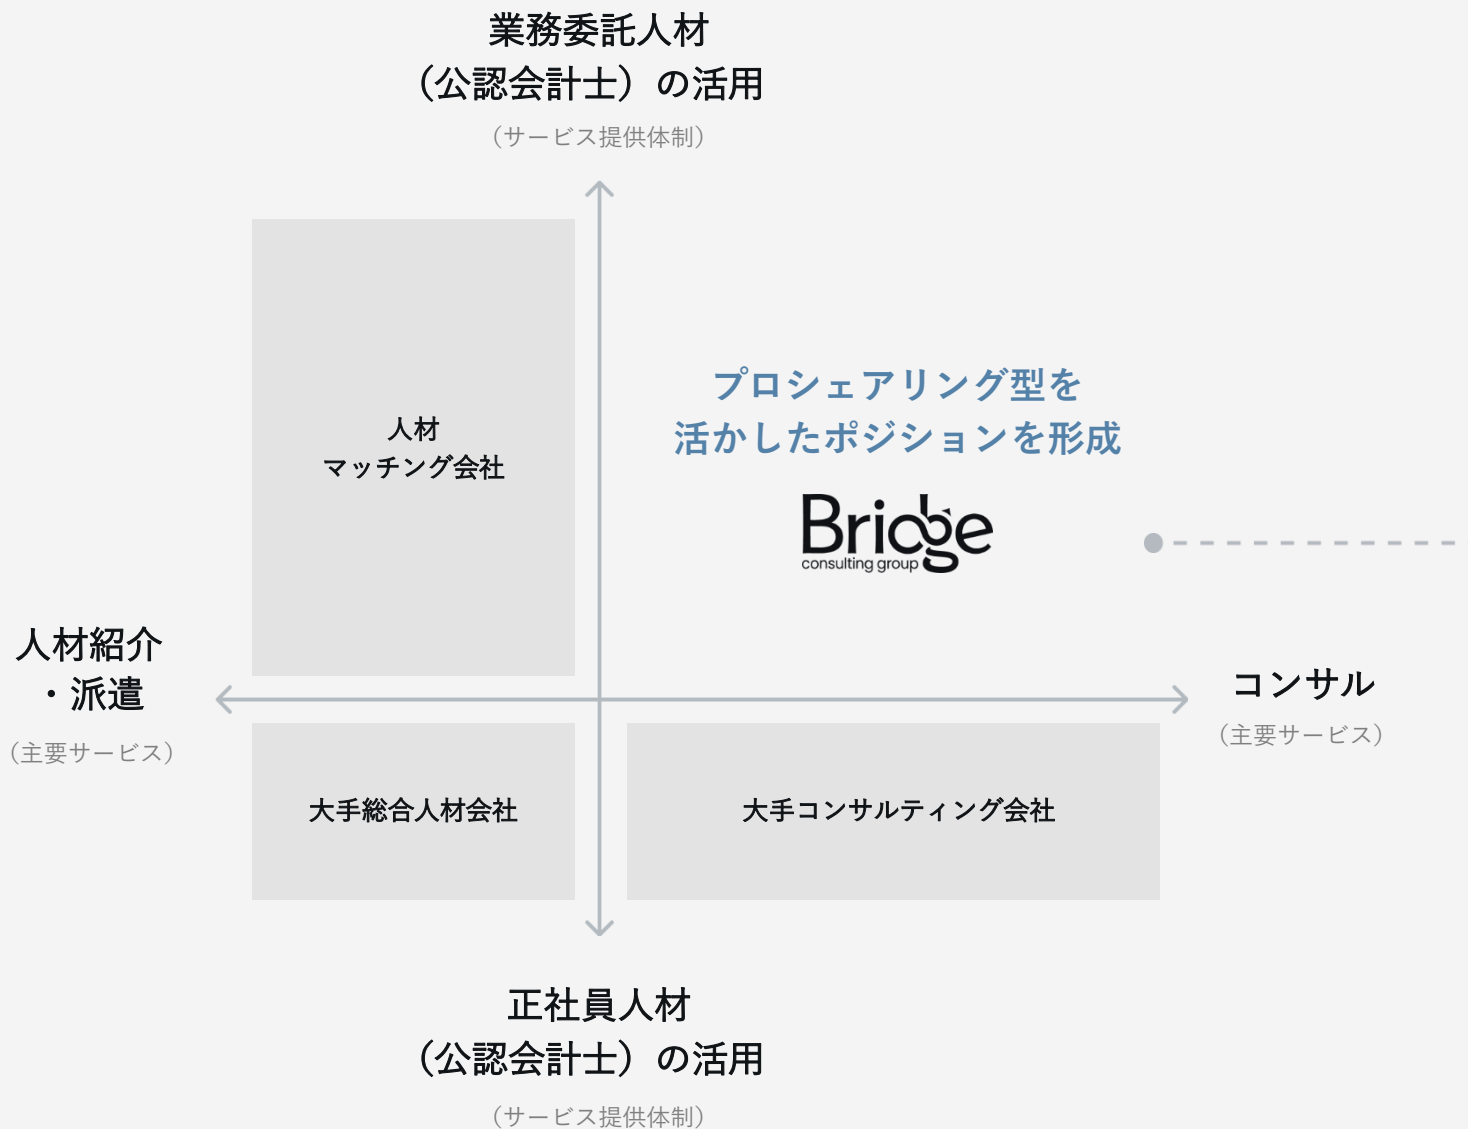 業務委託人材
（公認会計士）の活用
（サービス提供体制）
人材
マッチング会社
プロシェアリング型を
活かしたポジションを形成
Bridge
consulting group
人材紹介
・派遣
（主要サービス）
コンサル
（主要サービス）
大手総合人材会社
大手コンサルティング会社
正社員人材
（公認会計士）の活用
（サービス提供体制）